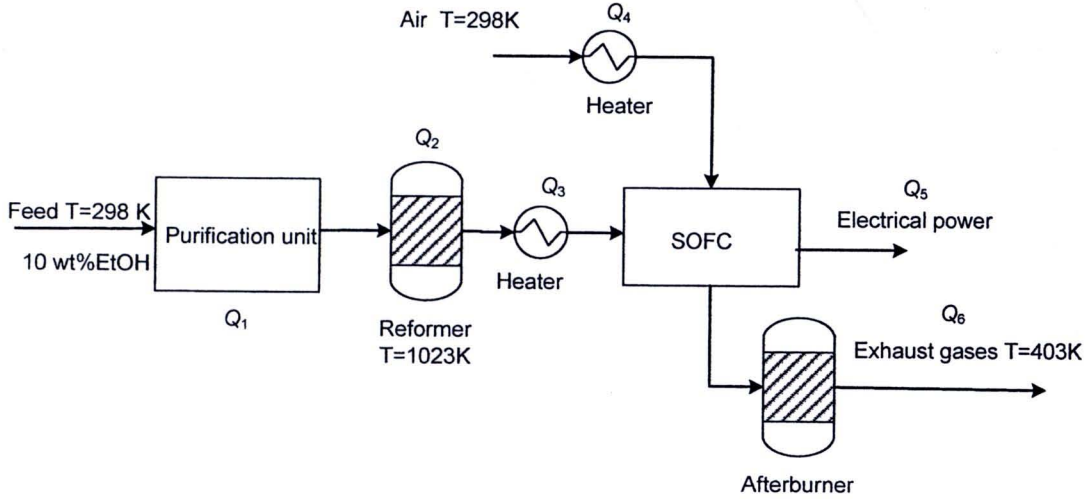 Air T=298K
Q4
Heater
Q2
Feed T=298 K
10 wt%EtOH
Purification unit
Q1
Reformer
T=1023K
Q3
Heater
SOFC
Q5
Electrical power
Q6
Exhaust gases T=403K
Afterburner